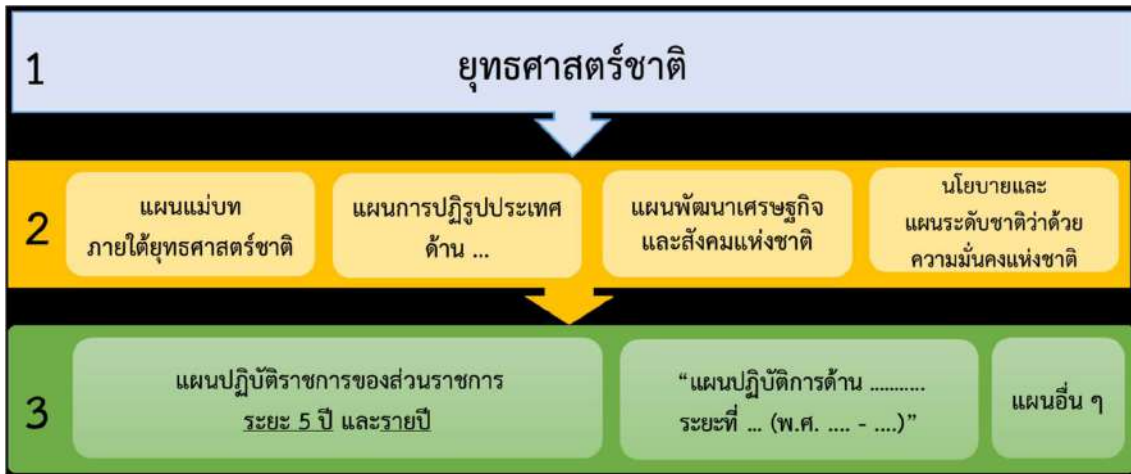 1
ยุทธศาสตร์ชาติ
2
แผนแม่บท
ภายใต้ยุทธศาสตร์ชาติ
แผนการปฏิรูปประเทศ
ด้าน ...
แผนพัฒนาเศรษฐกิจ
และสังคมแห่งชาติ
นโยบายและ
แผนระดับชาติว่าด้วย
ความมั่นคงแห่งชาติ
3
แผนปฏิบัติราชการของส่วนราชการ
ระยะ 5 ปี และรายปี
“แผนปฏิบัติการด้าน ...........
ระยะที่ ... (พ.ศ. .... - ....)”
แผนอื่น ๆ